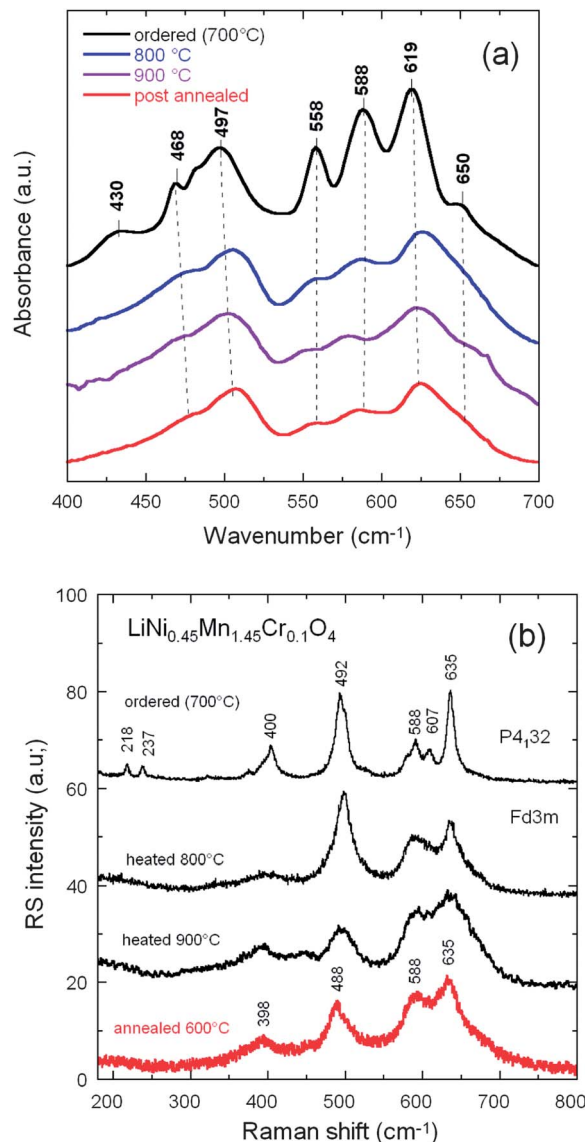 ordered (700°C)
800 °C
900 °C
post annealed
(a)
430
468
497
558
588
619
650
Absorbance (a.u.)
400 450 500 550 600 650 700
Wavenumber (cm-1)
100
80
60
40
20
0
LiNi0.45Mn1.45Cr0.1O4
(b)
ordered (700°C)
218
237
400
492
588
607
635
P4132
Fd3m
heated 800°C
heated 900°C
annealed 600°C
398
488
588
635
RS intensity (a.u;)
200 300 400 500 600 700 800
Raman shift (cm-1)